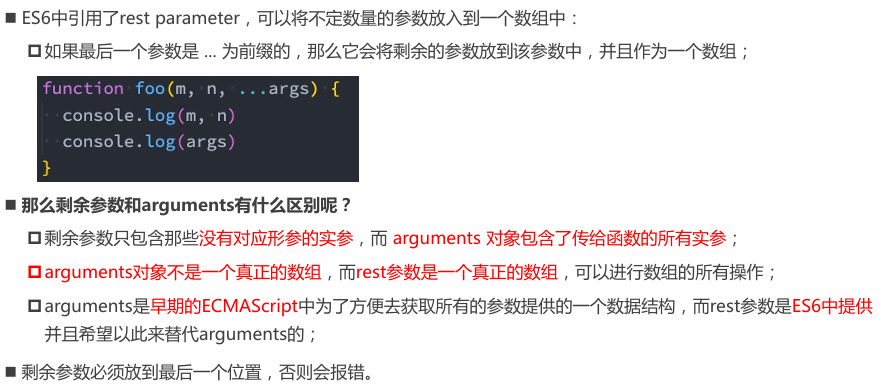 ES6中引用了rest parameter，可以将不定数量的参数放入到一个数组中：
如果最后一个参数是 ... 为前缀的，那么它会将剩余的参数放到该参数中，并且作为一个数组；
function foo(m, n, ...args) {
  console.log(m, n)
  console.log(args)
}
那么剩余参数和arguments有什么区别呢？
剩余参数只包含那些没有对应形参的实参，而 arguments 对象包含了传给函数的所有实参；
arguments对象不是一个真正的数组，而rest参数是一个真正的数组，可以进行数组的所有操作；
arguments是早期的ECMAScript中为了方便去获取所有的参数提供的一个数据结构，而rest参数是ES6中提供
并且希望以此来替代arguments的；
剩余参数必须放到最后一个位置，否则会报错。